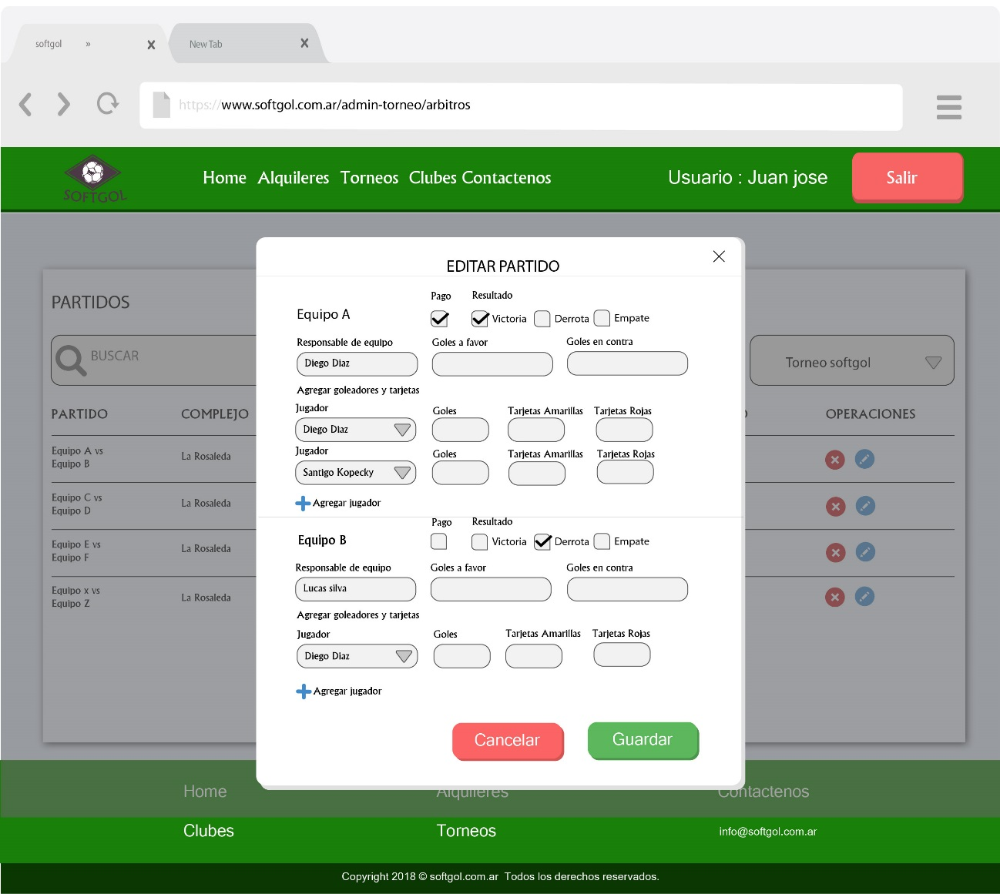 softgol »
New Tab
https://www.softgol.com.ar/admin-torneo/arbitros
SOFTGOL
Home Alquileres Torneos Clubes Contactenos
Usuario : Juan jose
Salir
EDITAR PARTIDO
PARTIDOS
BUSCAR
Torneo softgol
PARTIDO COMPLEJO OPERACIONES
Equipo A vs
Equipo B
La Rosaleda
Equipo C vs
Equipo D
La Rosaleda
Equipo E vs
Equipo F
La Rosaleda
Equipo x vs
Equipo Z
La Rosaleda
Pago Resultado
Equipo A
Victoria Derrota Empate
Responsable de equipo Goles a favor Goles en contra
Diego Diaz
Agregar goleadores y tarjetas
Jugador Goles Tarjetas Amarillas Tarjetas Rojas
Diego Diaz
Jugador Goles Tarjetas Amarillas Tarjetas Rojas
Santigo Kopecky
Agregar jugador
Pago Resultado
Equipo B
Victoria Derrota Empate
Responsable de equipo Goles a favor Goles en contra
Lucas silva
Agregar goleadores y tarjetas
Jugador Goles Tarjetas Amarillas Tarjetas Rojas
Diego Diaz
Agregar jugador
Cancelar Guardar
Home Alquileres Contactenos
Clubes Torneos info@softgol.com.ar
Copyright 2018 © softgol.com.ar Todos los derechos reservados.